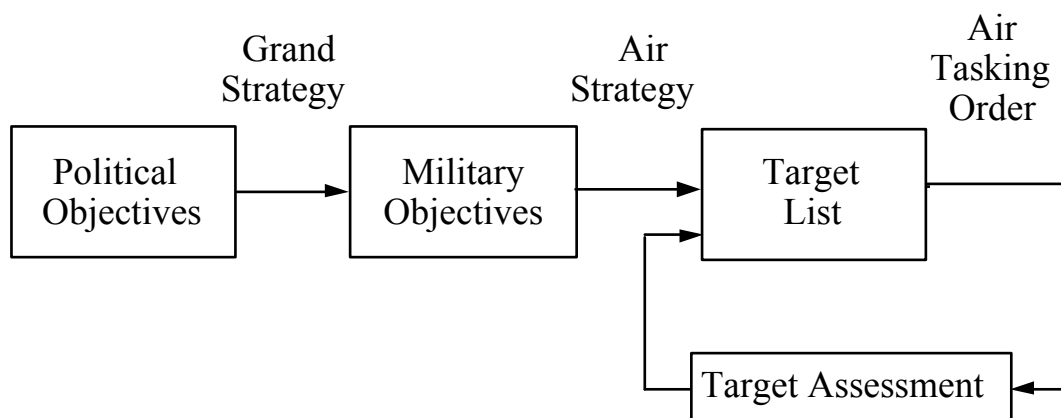 Grand
Strategy
Air
Strategy
Air
Tasking
Order
Political
Objectives
Military
Objectives
Target
List
Target Assessment